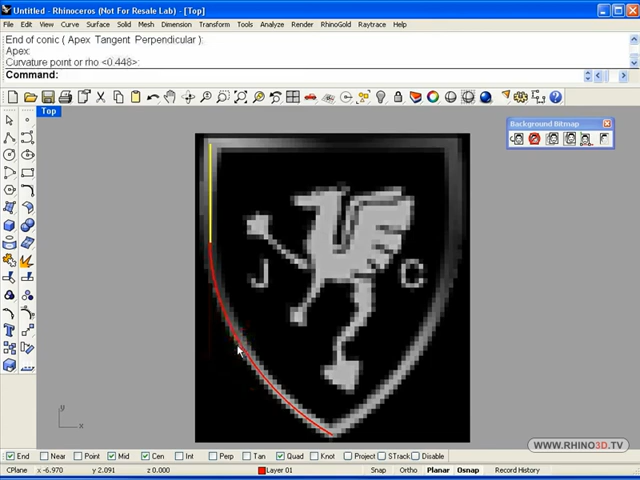 Untitled - Rhinoceros (Not For Resale Lab) - [Top]
File Edit View Curve Surface Solid Mesh Dimension Transform Tools Analyze Render RhinoGold Raytrace Help
End of conic ( Apex Tangent Perpendicular ):
Apex:
Curvature point or rho <0.448>:
Command:
Top
Background Bitmap
J C
y
x
WWW.RHINO3D.TV
End Near Point Mid Cen Int Perp Tan Quad Knot Project STrack Disable
CPlane x -6.970 y 2.091 z 0.000 Layer 01 Snap Ortho Planar Osnap Record History